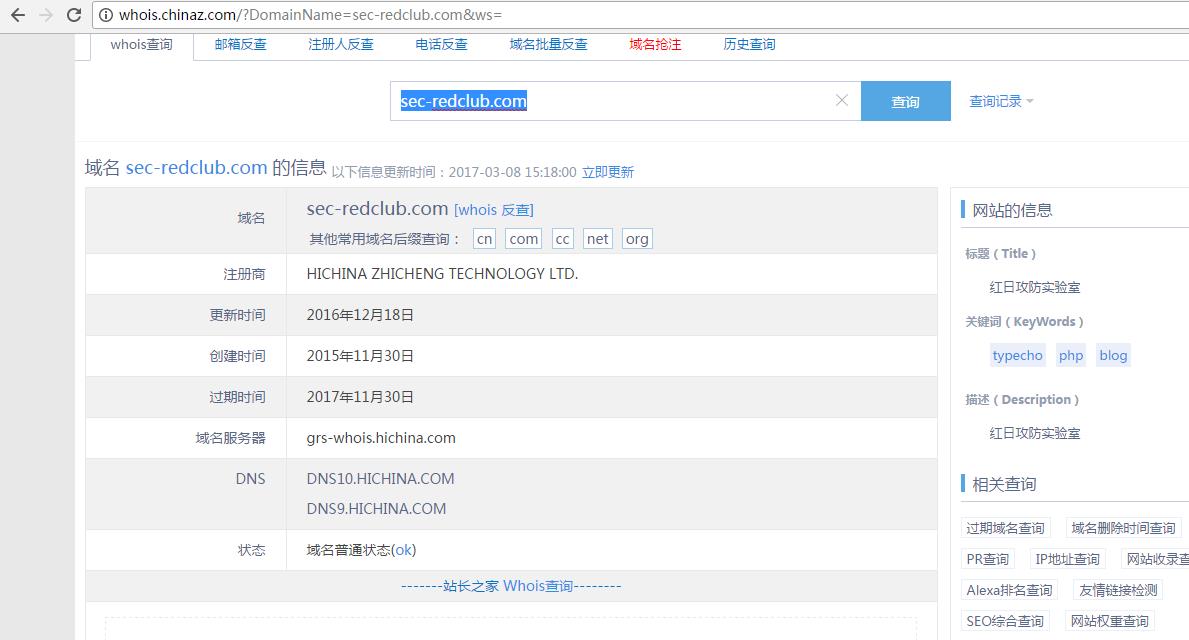 whois.chinaz.com/?DomainName=sec-redclub.com&ws=
whois查询 邮箱反查 注册人反查 电话反查 域名批量反查 域名抢注 历史查询
sec-redclub.com 查询 查询记录
域名 sec-redclub.com 的信息 以下信息更新时间：2017-03-08 15:18:00 立即更新
域名 sec-redclub.com [whois 反查]
其他常用域名后缀查询： cn com cc net org
注册商 HICHINA ZHICHENG TECHNOLOGY LTD.
更新时间 2016年12月18日
创建时间 2015年11月30日
过期时间 2017年11月30日
域名服务器 grs-whois.hichina.com
DNS DNS10.HICHINA.COM
DNS9.HICHINA.COM
状态 域名普通状态(ok)
-------站长之家 Whois查询--------
网站的信息
标题 ( Title )
红日攻防实验室
关键词 ( KeyWords )
typecho php blog
描述 ( Description )
红日攻防实验室
相关查询
过期域名查询 域名删除时间查询
PR查询 IP地址查询 网站收录查
Alexa排名查询 友情链接检测
SEO综合查询 网站权重查询